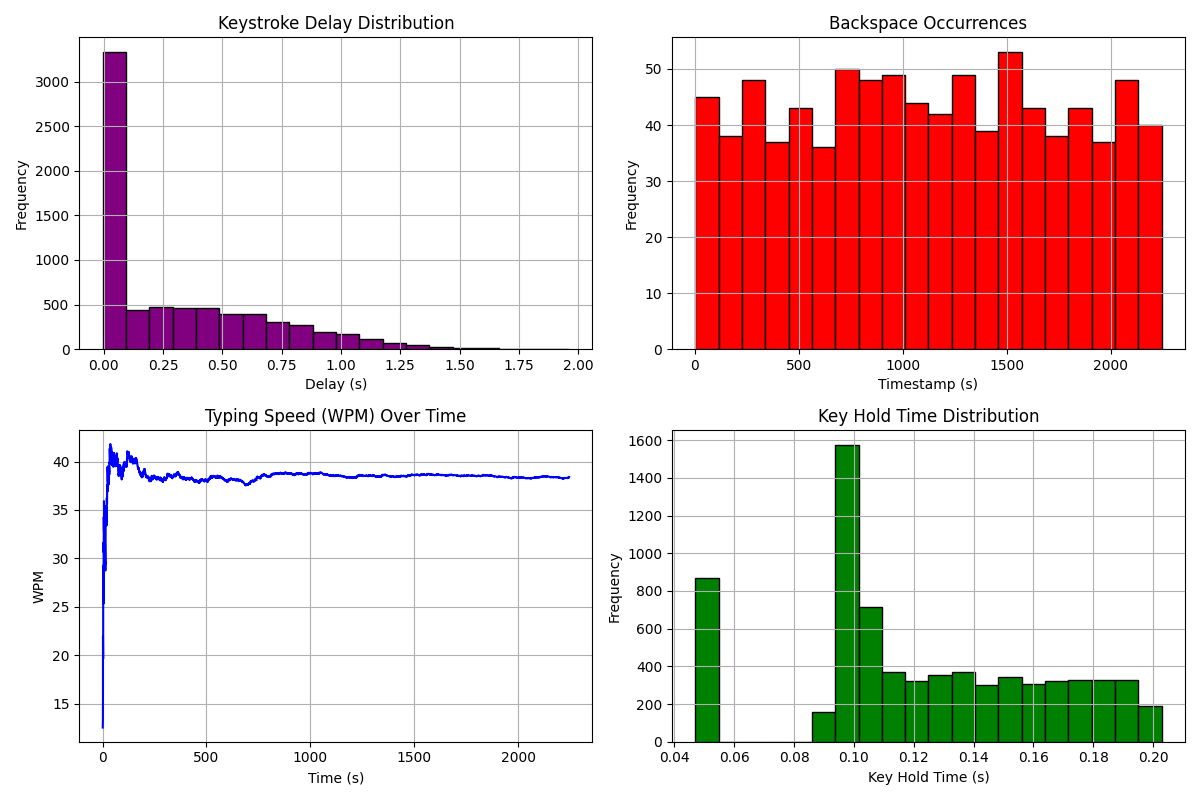 Keystroke Delay Distribution
Frequency
3000
2500
2000
1500
1000
500
0
0.00 0.25 0.50 0.75 1.00 1.25 1.50 1.75 2.00
Delay (s)
Backspace Occurrences
Frequency
50
40
30
20
10
0
0 500 1000 1500 2000
Timestamp (s)
Typing Speed (WPM) Over Time
WPM
40
35
30
25
20
15
0 500 1000 1500 2000
Time (s)
Key Hold Time Distribution
Frequency
1600
1400
1200
1000
800
600
400
200
0
0.04 0.06 0.08 0.10 0.12 0.14 0.16 0.18 0.20
Key Hold Time (s)